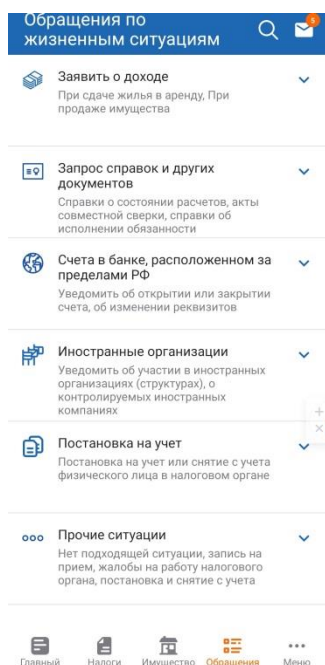 Обращения по
жизненным ситуациям
5
Заявить о доходе
При сдаче жилья в аренду, При
продаже имущества
Запрос справок и других
документов
Справки о состоянии расчетов, акты
совместной сверки, справки об
исполнении обязанности
Счета в банке, расположенном за
пределами РФ
Уведомить об открытии или закрытии
счета, об изменении реквизитов
Иностранные организации
Уведомить об участии в иностранных
организациях (структурах), о
контролируемых иностранных
компаниях
Постановка на учет
Постановка на учет или снятие с учета
физического лица в налоговом органе
Прочие ситуации
Нет подходящей ситуации, запись на
прием, жалобы на работу налогового
органа, постановка и снятие с учета
Главный Налоги Имущество Обращения Меню